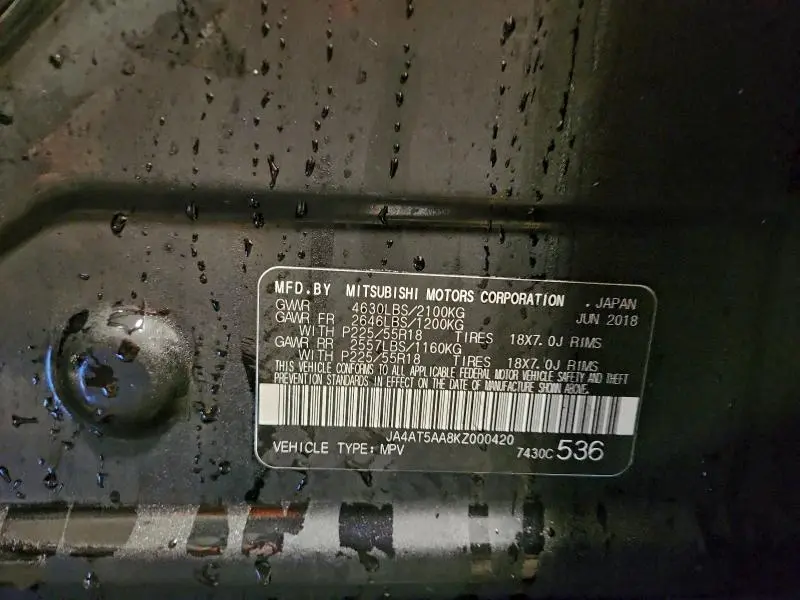 MFD.BY MITSUBISHI MOTORS CORPORATION , JAPAN
GVWR 4630LBS/2100KG JUN 2018
GAWR FR 2646LBS/1200KG
WITH P225/55R18 TIRES 18X7.0J RIMS
GAWR RR 2557LBS/1160KG
WITH P225/55R18 TIRES 18X7.0J RIMS
THIS VEHICLE CONFORMS TO ALL APPLICABLE FEDERAL MOTOR VEHICLE SAFETY AND THEFT
PREVENTION STANDARDS IN EFFECT ON THE DATE OF MANUFACTURE SHOWN ABOVE.
JA4AT5AA8KZ000420
VEHICLE TYPE: MPV 7430C 536